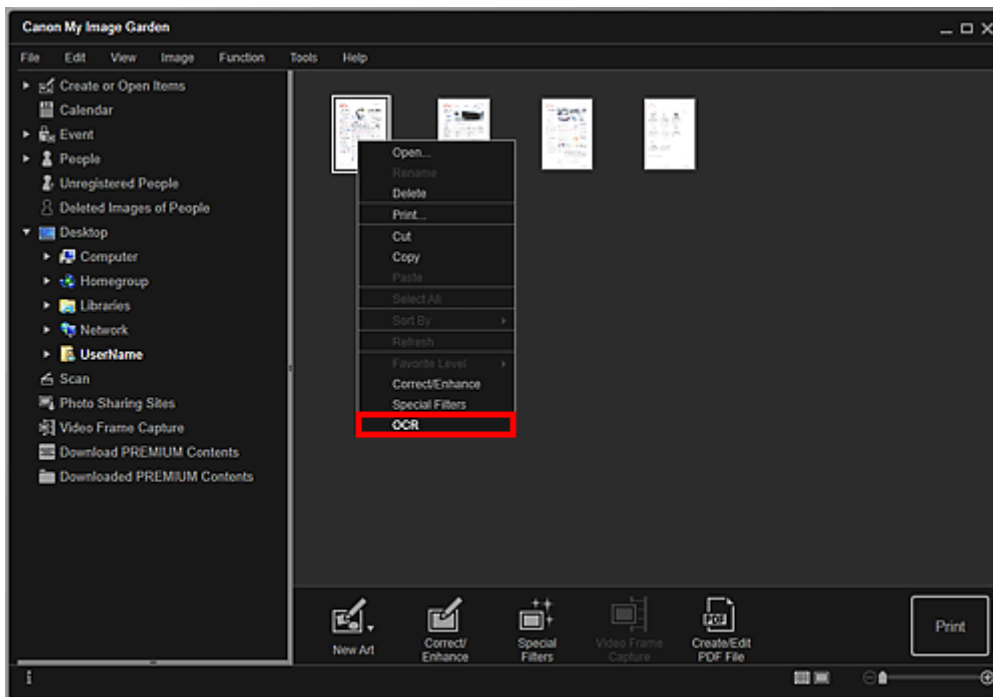 Canon My Image Garden
File Edit View Image Function Tools Help
Create or Open Items
Calendar
Event
People
Unregistered People
Deleted Images of People
Desktop
Computer
Homegroup
Libraries
Network
UserName
Scan
Photo Sharing Sites
Video Frame Capture
Download PREMIUM Contents
Downloaded PREMIUM Contents
Open...
Rename
Delete
Print...
Cut
Copy
Paste
Select All
Sort By
Refresh
Favorite Level
Correct/Enhance
Special Filters
OCR
New Art
Correct/
Enhance
Special
Filters
Video Frame
Capture
PDF
Create/Edit
PDF File
Print